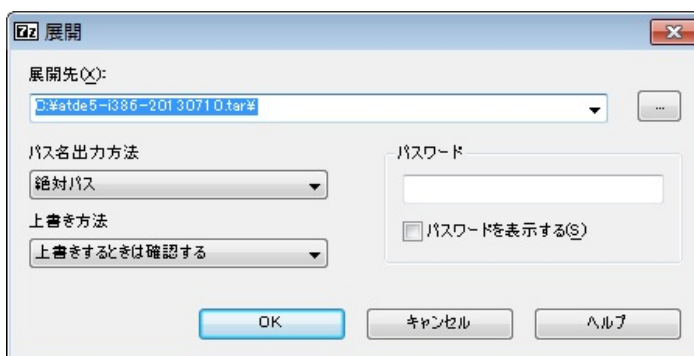 7z 展開
展開先(X):
C:¥atde5-i386-20130710.tar¥
...
パス名出力方法
絶対パス
上書き方法
上書きするときは確認する
パスワード
パスワードを表示する(S)
OK
キャンセル
ヘルプ